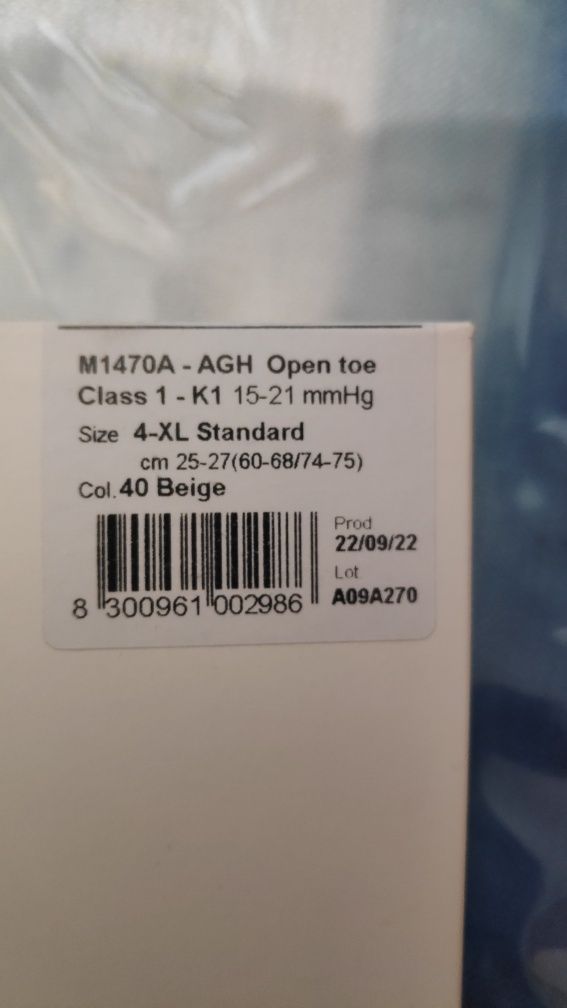 M1470A - AGH Open toe
Class 1 - K1 15-21 mmHg
Size 4-XL Standard
cm 25-27(60-68/74-75)
Col. 40 Beige
Prod
22/09/22
Lot
A09A270
8 300961 002986